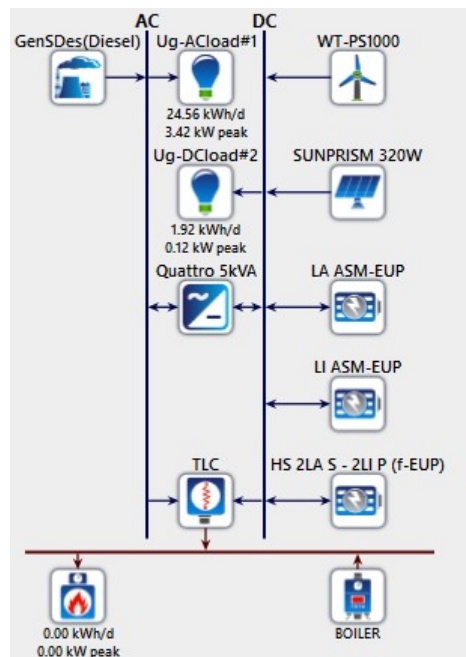 AC DC
GenSDes(Diesel) Ug-ACload#1 WT-PS1000
24.56 kWh/d
3.42 kW peak
Ug-DCload#2 SUNPRISM 320W
1.92 kWh/d
0.12 kW peak
Quattro 5kVA LA ASM-EUP
LI ASM-EUP
TLC HS 2LA S - 2LI P (f-EUP)
0.00 kWh/d BOILER
0.00 kW peak